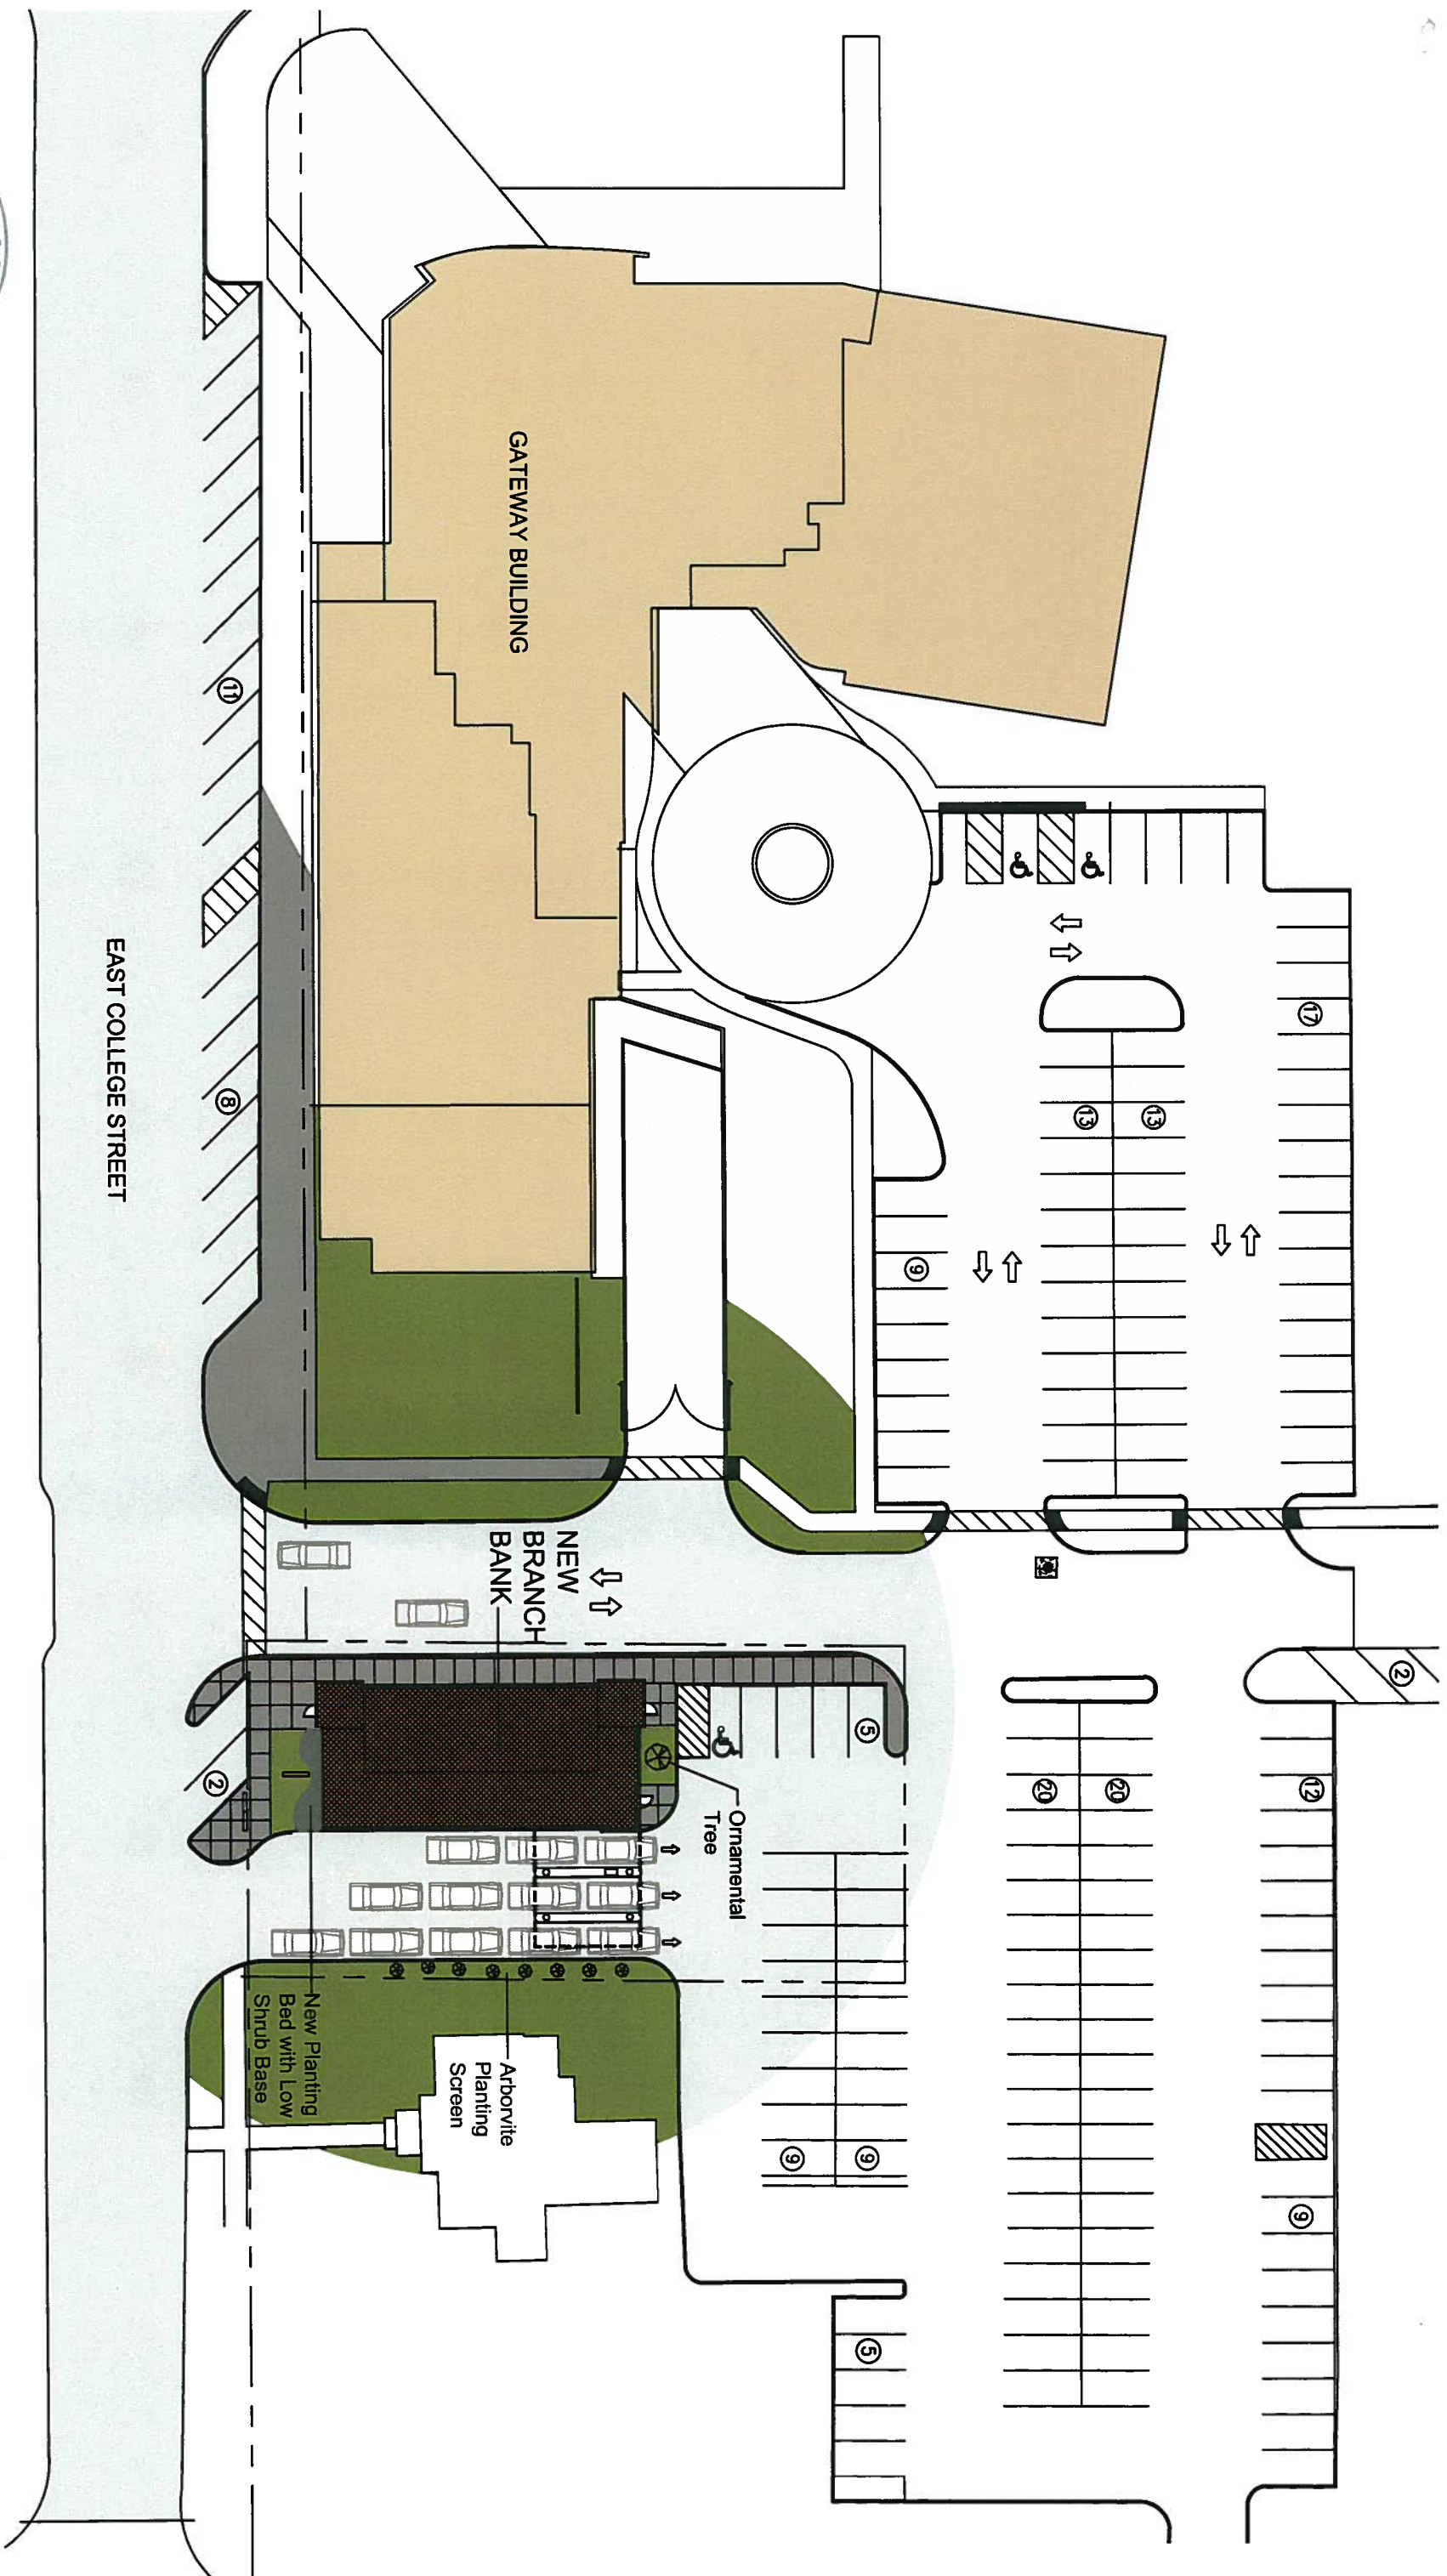 GATEWAY BUILDING
EAST COLLEGE STREET
11
8
17
13
13
9
NEW
BRANCH
BANK
2
5
2
12
20
20
Ornamental
Tree
9
9
9
5
New Planting
Bed with Low
Shrub Base
Arborvite
Planting
Screen